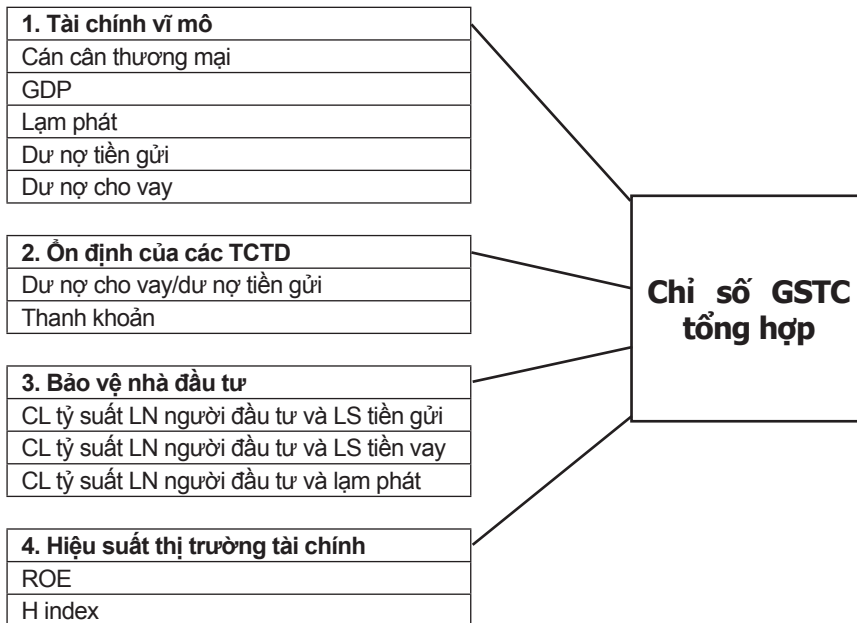 1. Tài chính vĩ mô
Cán cân thương mại
GDP
Lạm phát
Dư nợ tiền gửi
Dư nợ cho vay
2. Ổn định của các TCTD
Dư nợ cho vay/dư nợ tiền gửi
Thanh khoản
3. Bảo vệ nhà đầu tư
CL tỷ suất LN người đầu tư và LS tiền gửi
CL tỷ suất LN người đầu tư và LS tiền vay
CL tỷ suất LN người đầu tư và lạm phát
4. Hiệu suất thị trường tài chính
ROE
H index
Chỉ số GSTC
tổng hợp